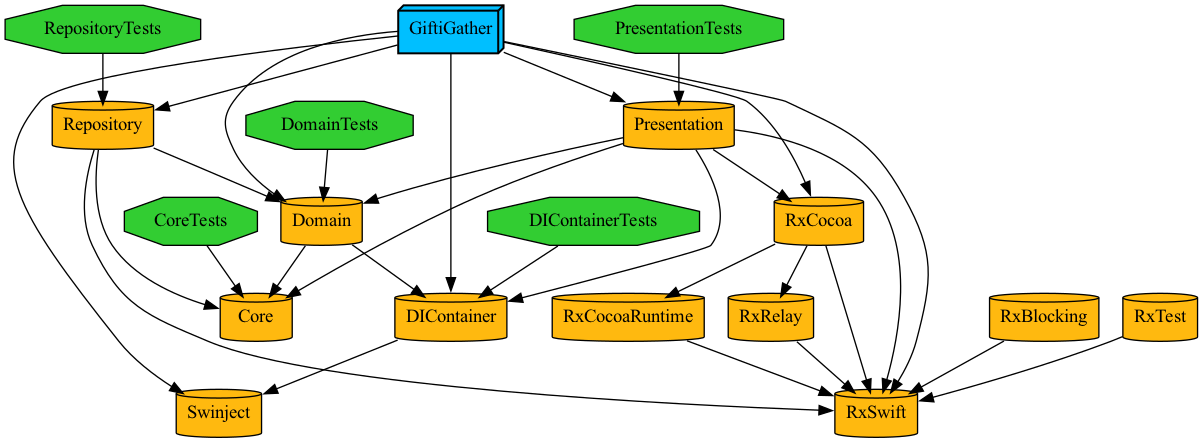 RepositoryTests
GiftiGather
PresentationTests
Repository
DomainTests
Presentation
CoreTests
Domain
DIContainerTests
RxCocoa
Core
DIContainer
RxCocoaRuntime
RxRelay
RxBlocking
RxTest
Swinject
RxSwift